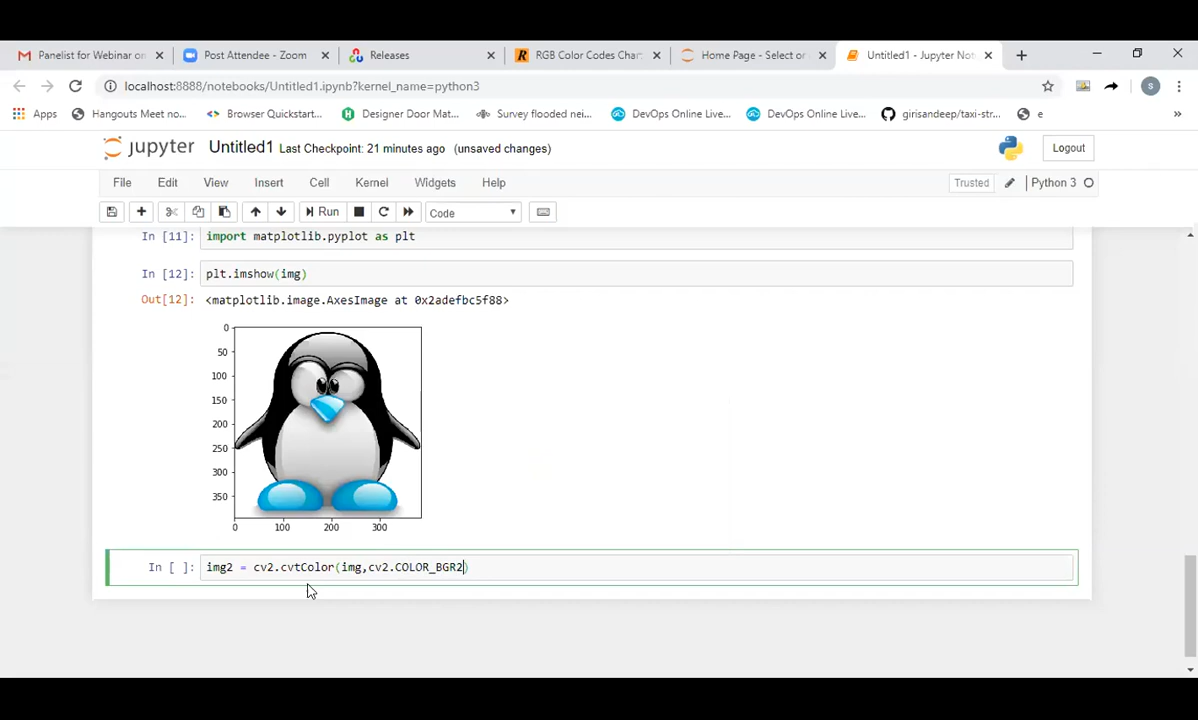 Panelist for Webinar on
Post Attendee - Zoom
Releases
R RGB Color Codes Char
Home Page - Select or
Untitled1 - Jupyter Not
localhost:8888/notebooks/Untitled1.ipynb?kernel_name=python3
S
Apps
Hangouts Meet no...
Browser Quickstart...
H Designer Door Mat...
Survey flooded nei...
DevOps Online Live...
DevOps Online Live...
girisandeep/taxi-str...
e
»
jupyter Untitled1 Last Checkpoint: 21 minutes ago (unsaved changes)
Logout
File Edit View Insert Cell Kernel Widgets Help
Trusted
Python 3
Run
Code
In [11]: import matplotlib.pyplot as plt
In [12]: plt.imshow(img)
Out[12]: <matplotlib.image.AxesImage at 0x2adefbc5f88>
0
50
100
150
200
250
300
350
0 100 200 300
In [ ]: img2 = cv2.cvtColor(img,cv2.COLOR_BGR2)